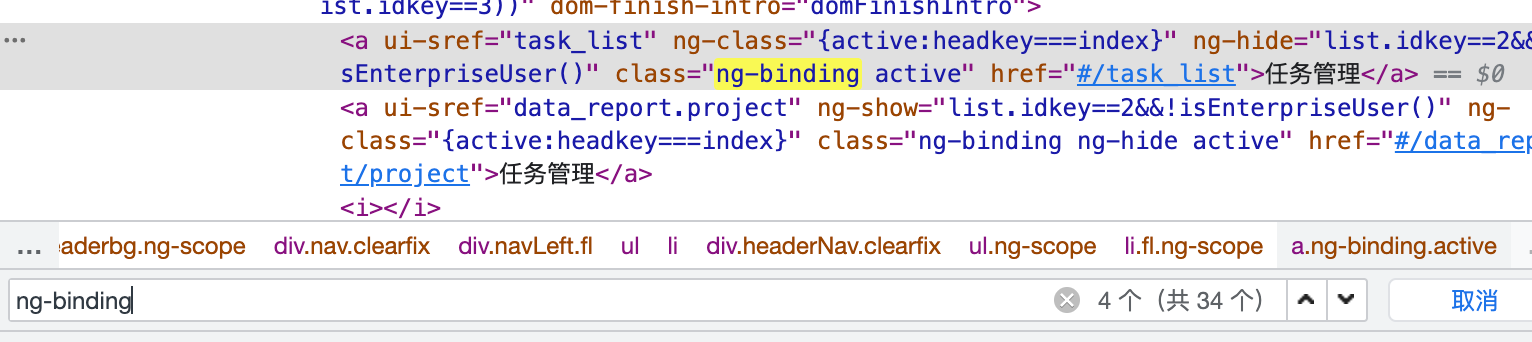 ist.idkey==3))" dom-finish-intro="domFinishIntro">
<a ui-sref="task_list" ng-class="{active:headkey===index}" ng-hide="list.idkey==2&&
sEnterpriseUser()" class="ng-binding active" href="#/task_list">任务管理</a> == $0
<a ui-sref="data_report.project" ng-show="list.idkey==2&&!isEnterpriseUser()" ng-
class="{active:headkey===index}" class="ng-binding ng-hide active" href="#/data_rep
t/project">任务管理</a>
<i></i>
… eaderbg.ng-scope div.nav.clearfix div.navLeft.fl ul li div.headerNav.clearfix ul.ng-scope li.fl.ng-scope a.ng-binding.active
ng-binding 4 个（共 34 个） 取消